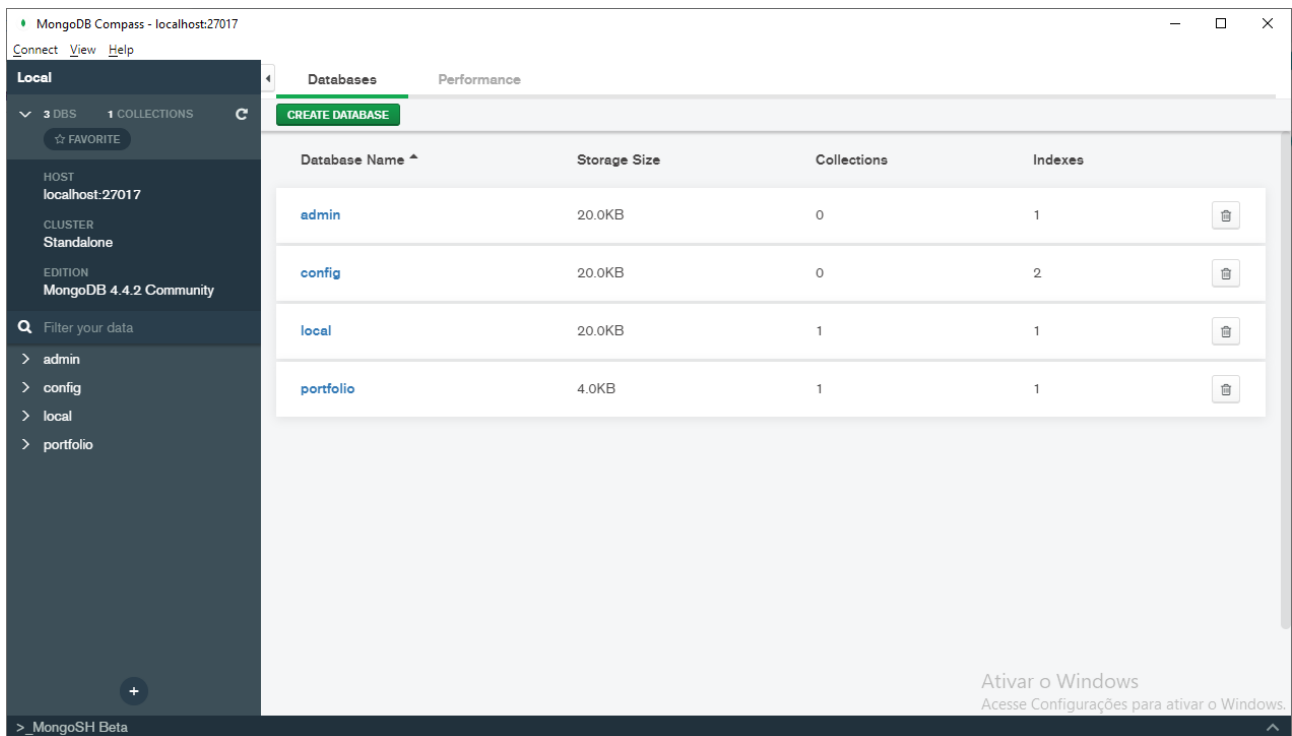 MongoDB Compass - localhost:27017
Connect View Help
Local
3 DBS 1 COLLECTIONS
☆ FAVORITE
HOST
localhost:27017
CLUSTER
Standalone
EDITION
MongoDB 4.4.2 Community
Filter your data
> admin
> config
> local
> portfolio
+
Databases Performance
CREATE DATABASE
Database Name Storage Size Collections Indexes
admin 20.0KB 0 1
config 20.0KB 0 2
local 20.0KB 1 1
portfolio 4.0KB 1 1
Ativar o Windows
Acesse Configurações para ativar o Windows.
>_MongoSH Beta